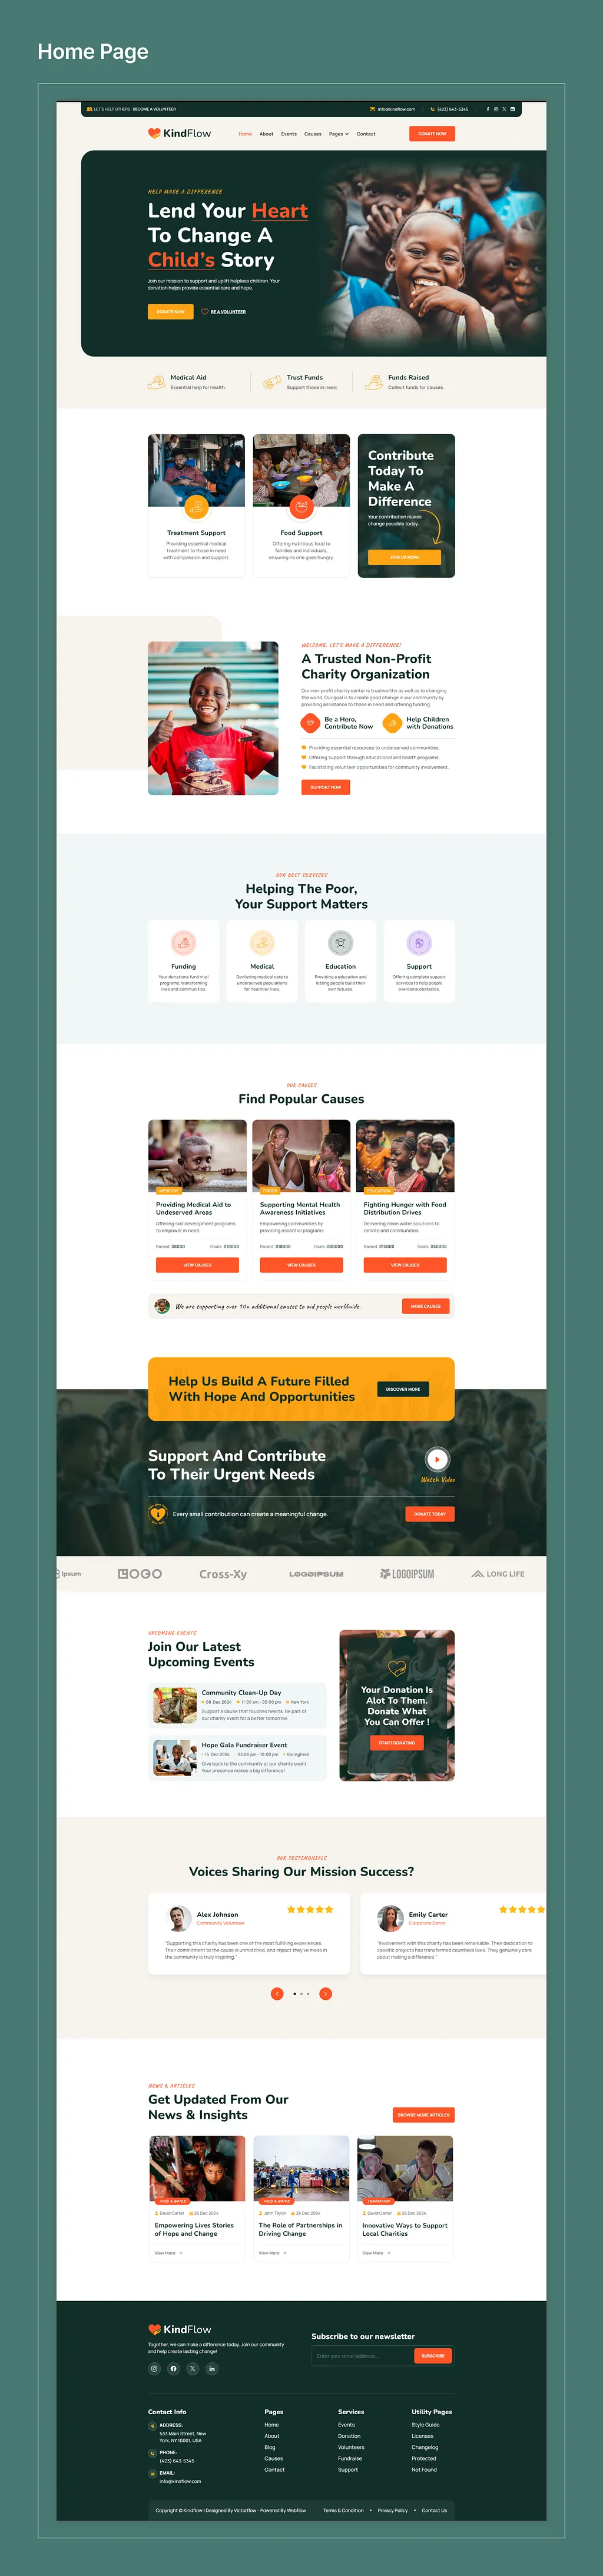 Home Page
LET'S HELP OTHERS - BECOME A VOLUNTEER
info@kindflow.com
(423) 643-5345
KindFlow
Home
About
Events
Causes
Pages
Contact
DONATE NOW
HELP MAKE A DIFFERENCE
Lend Your Heart
To Change A
Child's Story
Join our mission to support and uplift helpless children. Your
donation helps provide essential care and hope.
DONATE NOW
BE A VOLUNTEER
Medical Aid
Essential help for health.
Trust Funds
Support those in need.
Funds Raised
Collect funds for causes.
Treatment Support
Providing essential medical
treatment to those in need
with compassion and support.
Food Support
Offering nutritious food to
families and individuals,
ensuring no one goes hungry.
Contribute
Today To
Make A
Difference
Your contribution makes
change possible today.
JOIN US NOW!
WELCOME, LET'S MAKE A DIFFERENCE!
A Trusted Non-Profit
Charity Organization
Our non-profit charity center is trustworthy as well as to changing
the world. Our goal is to create good change in our community by
providing assistance to those in need and offering funding.
Be a Hero,
Contribute Now
Help Children
with Donations
Providing essential resources to underserved communities.
Offering support through educational and health programs.
Facilitating volunteer opportunities for community involvement.
SUPPORT NOW
OUR BEST SERVICES
Helping The Poor,
Your Support Matters
Funding
Your donations fund vital
programs, transforming
lives and communities.
Medical
Devilering medical care to
underserved populations
for healthier lives.
Education
Providing a education and
letting people build their
own futures
Support
Offering complete support
services to help people
overcome obstacles.
OUR CAUSES
Find Popular Causes
MEDICINE
Providing Medical Aid to
Undeserved Areas
Offering skill development programs
to empower in need.
Raised: $8000
Goals: $10000
VIEW CAUSES
FOODS
Supporting Mental Health
Awareness Initiatives
Empowering communities by
providing essential programs.
Raised: $18000
Goals: $30000
VIEW CAUSES
EDUCATION
Fighting Hunger with Food
Distribution Drives
Delivering clean water solutions to
remote and communities.
Raised: $15000
Goals: $50000
VIEW CAUSES
We are supporting over 10+ additional causes to aid people worldwide.
MORE CAUSES
Help Us Build A Future Filled
With Hope And Opportunities
DISCOVER MORE
Support And Contribute
To Their Urgent Needs
Watch Video
Every small contribution can create a meaningful change.
DONATE TODAY
Ipsum
LOGO
Cross-Xy
LOGOIPSUM
LOGOIPSUM
LONG LIFE
UPCOMING EVENTS
Join Our Latest
Upcoming Events
Community Clean-Up Day
08 Dec 2024
11:00 am - 05:00 pm
New York
Support a cause that touches hearts. Be part of
our charity event for a better tomorrow.
Hope Gala Fundraiser Event
15 Dec 2024
05:00 pm - 10:00 pm
Springfield
Give back to the community at our charity event.
Your presence makes a big difference!
Your Donation Is
Alot To Them.
Donate What
You Can Offer !
START DONATING
OUR TESTIMONIALS
Voices Sharing Our Mission Success?
Alex Johnson
Community Volunteer
"Supporting this charity has been one of the most fulfilling experiences.
Their commitment to the cause is unmatched, and impact they've made in
the community is truly inspiring."
Emily Carter
Corporate Donor
"Involvement with this charity has been remarkable. Their dedication to
specific projects has transformed countless lives. They genuinely care
about making a difference."
NEWS & ARTICLES
Get Updated From Our
News & Insights
BROWSE MORE ARTICLES
FOOD & WATER
David Carter
30 Dec 2024
Empowering Lives Stories
of Hope and Change
View More
FOOD & WATER
John Taylor
29 Dec 2024
The Role of Partnerships in
Driving Change
View More
David Carter
Innovative Ways to Support
Local Charities
View More
KindFlow
Together, we can make a difference today. Join our community
and help create lasting change!
Subscribe to our newsletter
Enter your email address...
SUBSCRIBE
Contact Info
ADDRESS:
533 Main Street, New
York, NY 10001, USA
PHONE:
(423) 643-5345
EMAIL:
info@kindflow.com
Pages
Home
About
Blog
Causes
Contact
Services
Events
Donation
Volunteers
Fundraise
Support
Utility Pages
Style Guide
Licenses
Changelog
Protected
Not Found
Copyright © Kindflow | Designed By Victorflow - Powered By Webflow
Terms & Condition
Privacy Policy
Contact Us